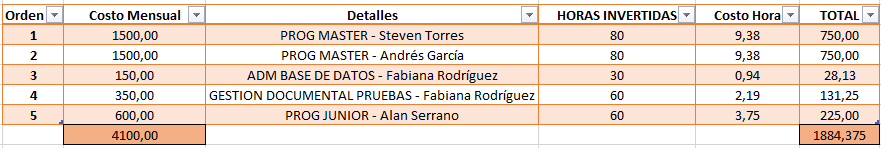 Orden Costo Mensual Detalles HORAS INVERTIDAS Costo Hora TOTAL
1 1500,00 PROG MASTER - Steven Torres 80 9,38 750,00
2 1500,00 PROG MASTER - Andrés García 80 9,38 750,00
3 150,00 ADM BASE DE DATOS - Fabiana Rodríguez 30 0,94 28,13
4 350,00 GESTION DOCUMENTAL PRUEBAS - Fabiana Rodríguez 60 2,19 131,25
5 600,00 PROG JUNIOR - Alan Serrano 60 3,75 225,00
4100,00 1884,375